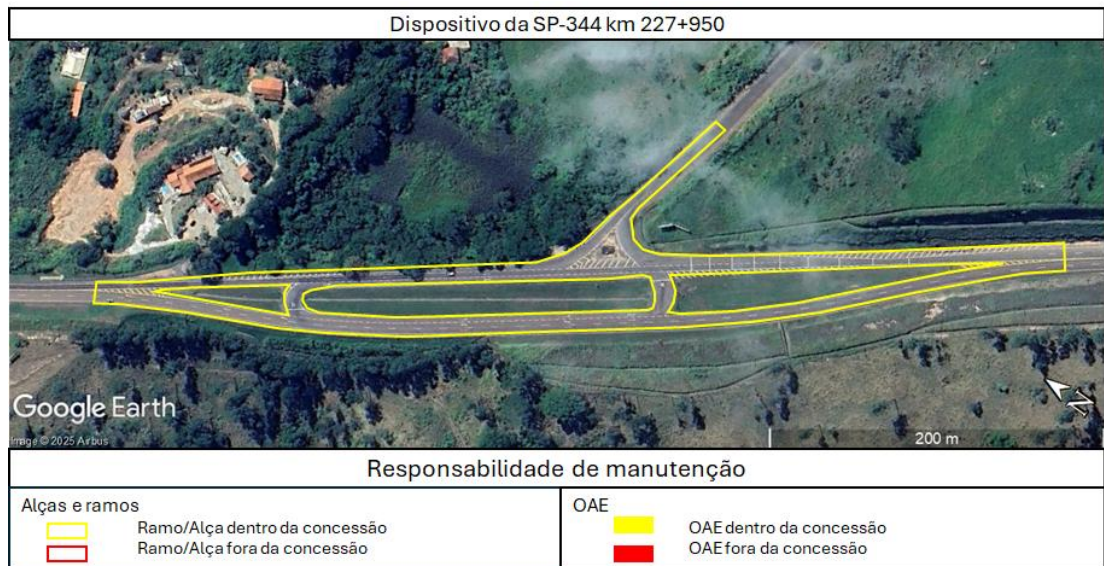 Dispositivo da SP-344 km 227+950
Google Earth
Image © 2025 Airbus
N
200 m
Responsabilidade de manutenção
Alças e ramos
Ramo/Alça dentro da concessão
Ramo/Alça fora da concessão
OAE
OAE dentro da concessão
OAE fora da concessão